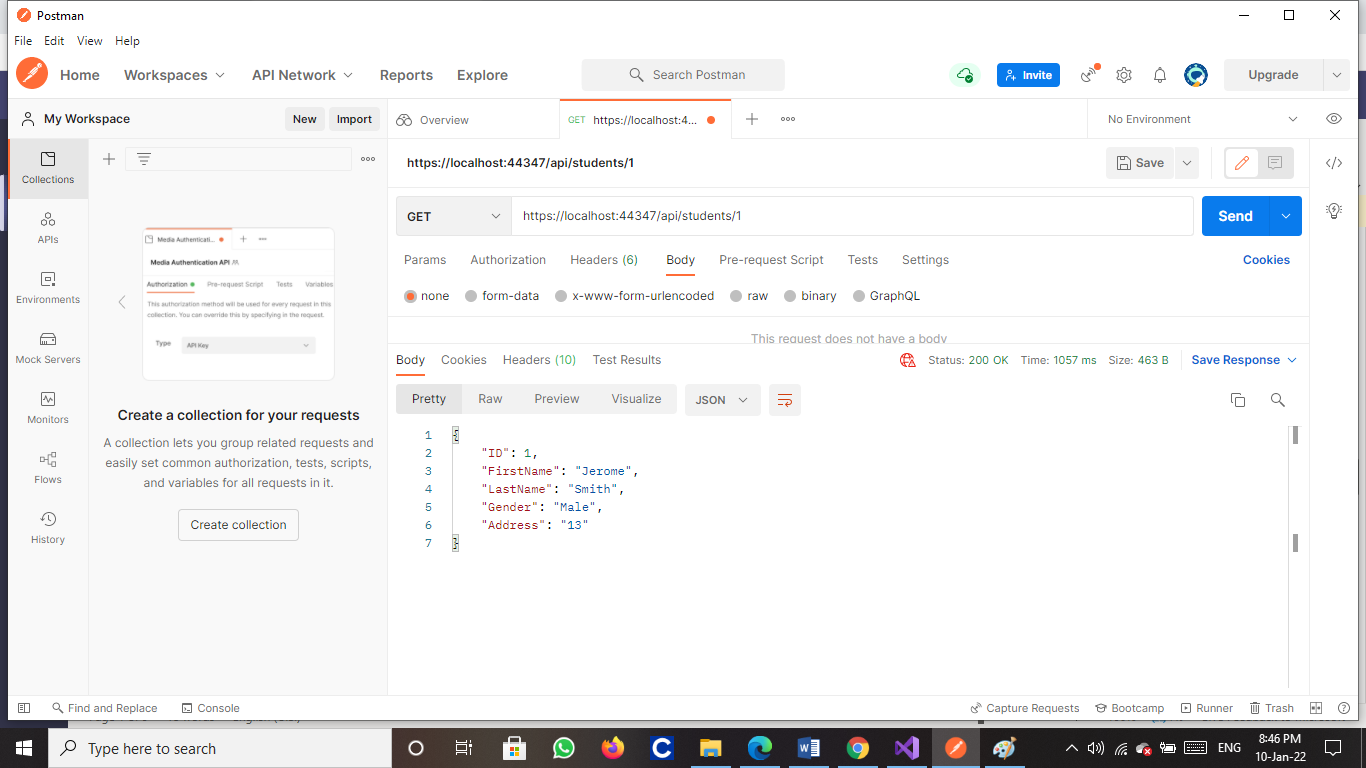 Postman
File Edit View Help
Home Workspaces API Network Reports Explore Search Postman Invite Upgrade
My Workspace New Import Overview GET https://localhost:4... No Environment
https://localhost:44347/api/students/1 Save
Collections
APIs
Environments
Mock Servers
Monitors
Flows
History
Media Authenticati...
Media Authentication API
Authorization Pre-request Script Tests Variables
This authorization method will be used for every request in this
collection. You can override this by specifying in the request.
Type API Key
Create a collection for your requests
A collection lets you group related requests and
easily set common authorization, tests, scripts,
and variables for all requests in it.
Create collection
GET https://localhost:44347/api/students/1 Send
Params Authorization Headers (6) Body Pre-request Script Tests Settings Cookies
none form-data x-www-form-urlencoded raw binary GraphQL
This request does not have a body
Body Cookies Headers (10) Test Results Status: 200 OK Time: 1057 ms Size: 463 B Save Response
Pretty Raw Preview Visualize JSON
1 {
2 "ID": 1,
3 "FirstName": "Jerome",
4 "LastName": "Smith",
5 "Gender": "Male",
6 "Address": "13"
7 }
Find and Replace Console Capture Requests Bootcamp Runner Trash
Type here to search ENG 8:46 PM
10-Jan-22